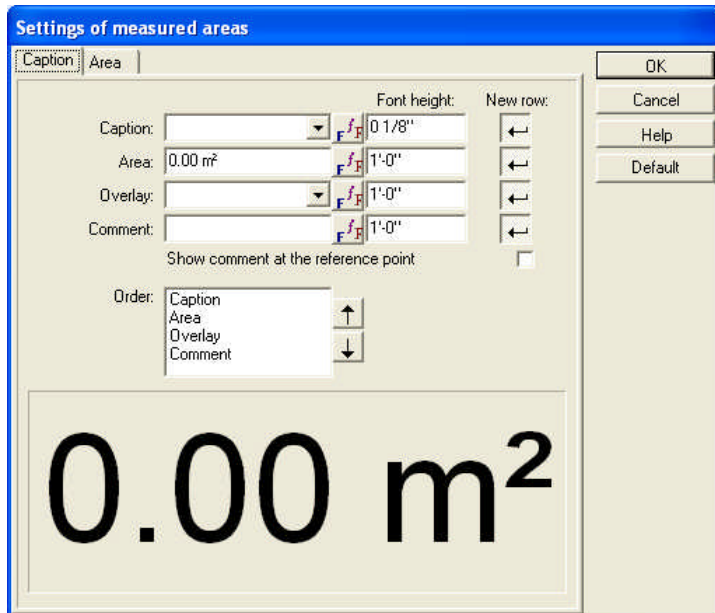 Settings of measured areas
Caption Area
OK
Cancel
Help
Default
Font height: New row:
Caption: 0 1/8"
Area: 0.00 m² 1'-0"
Overlay: 1'-0"
Comment: 1'-0"
Show comment at the reference point
Order: Caption
Area
Overlay
Comment
0.00 m²